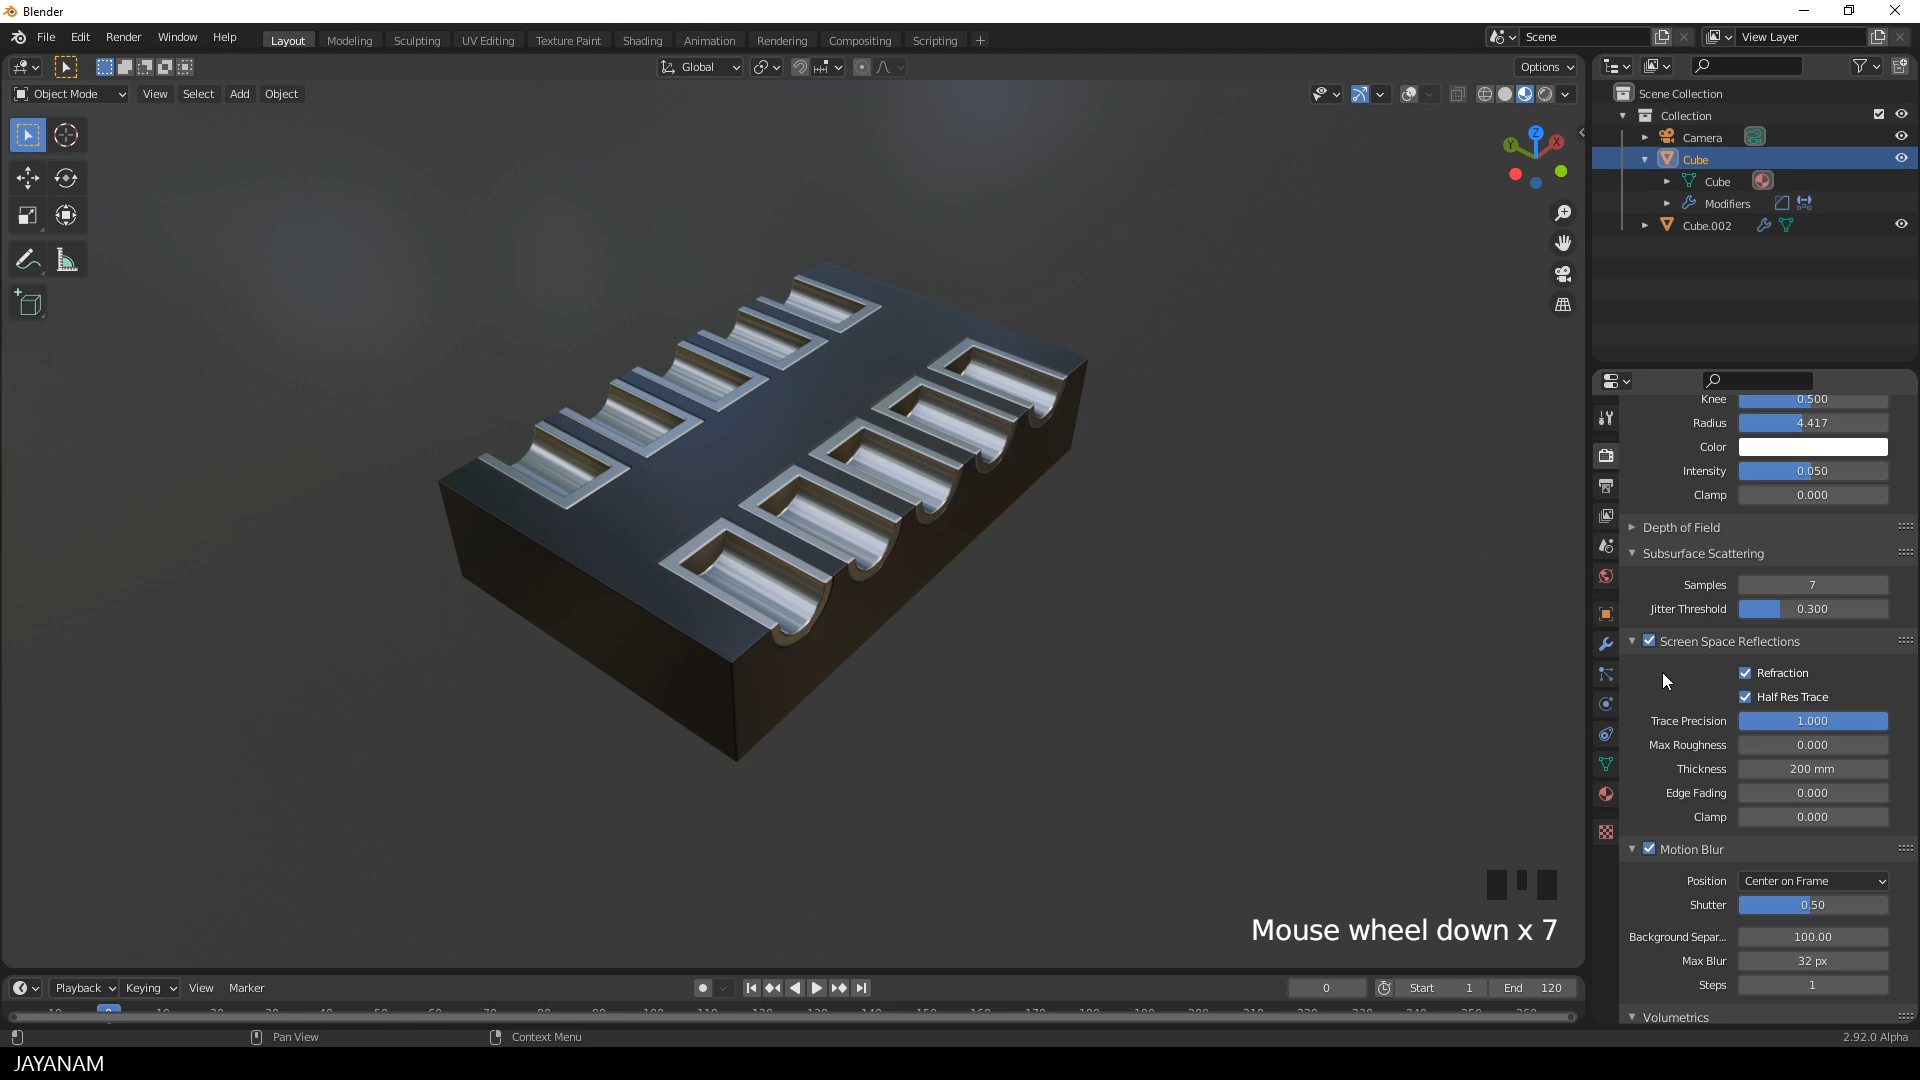 Blender
File Edit Render Window Help Layout Modeling Sculpting UV Editing Texture Paint Shading Animation Rendering Compositing Scripting Scene View Layer
Global Options
Object Mode View Select Add Object
Scene Collection
Collection
Camera
Cube
Cube
Modifiers
Cube.002
Z
Y
X
Knee 0.500
Radius 4.417
Color
Intensity 0.050
Clamp 0.000
Depth of Field
Subsurface Scattering
Samples 7
Jitter Threshold 0.300
Screen Space Reflections
Refraction
Half Res Trace
Trace Precision 1.000
Max Roughness 0.000
Thickness 200 mm
Edge Fading 0.000
Clamp 0.000
Motion Blur
Position Center on Frame
Shutter 0.50
Background Separ... 100.00
Max Blur 32 px
Steps 1
Volumetrics
Mouse wheel down x 7
Playback Keying View Marker 0 Start 1 End 120
Pan View Context Menu 2.92.0 Alpha
JAYANAM